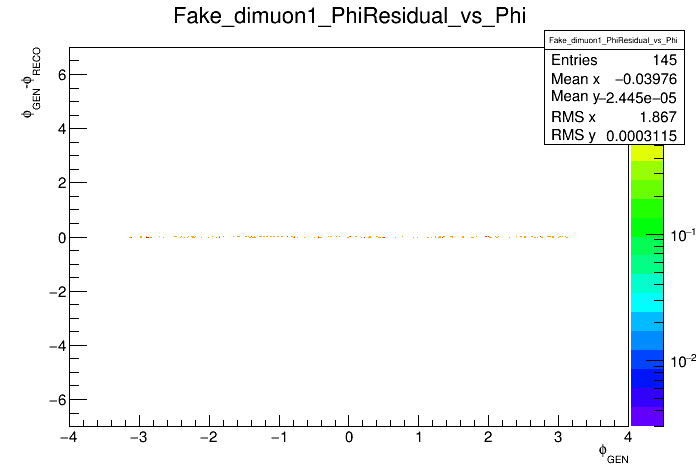 Fake_dimuon1_PhiResidual_vs_Phi
Fake_dimuon1_PhiResidual_vs_Phi
Entries 145
Mean x −0.03976
Mean y −2.445e−05
RMS x 1.867
RMS y 0.0003115
ϕGEN-ϕRECO
6
4
2
0
−2
−4
−6
−4 −3 −2 −1 0 1 2 3 4
ϕGEN
10−1
10−2